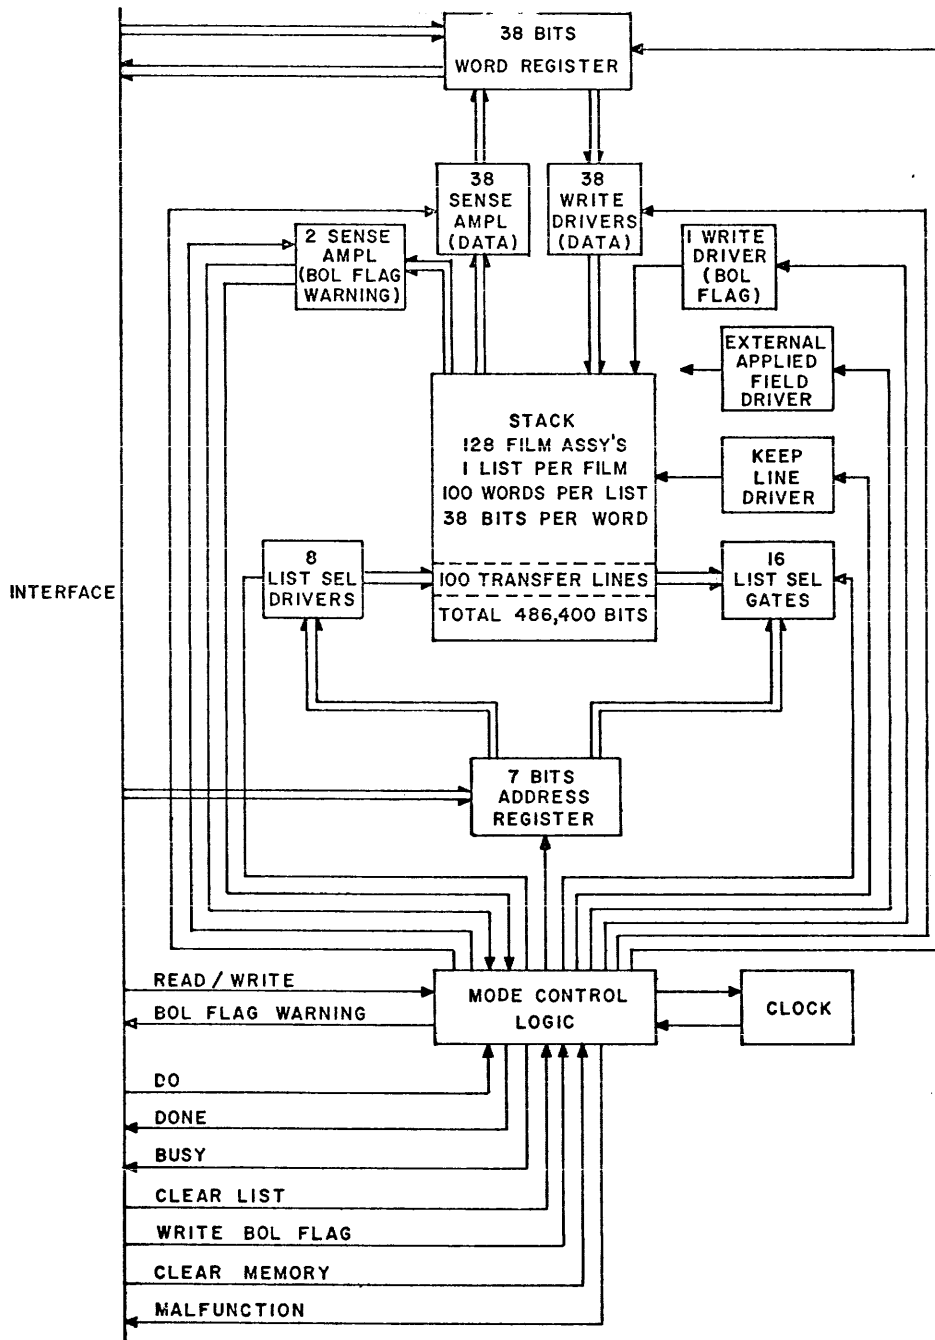 38 BITS
WORD REGISTER
38
SENSE
AMPL
(DATA)
38
WRITE
DRIVERS
(DATA)
2 SENSE
AMPL
(BOL FLAG
WARNING)
1 WRITE
DRIVER
(BOL
FLAG)
EXTERNAL
APPLIED
FIELD
DRIVER
STACK
128 FILM ASSY'S
1 LIST PER FILM
100 WORDS PER LIST
38 BITS PER WORD
KEEP
LINE
DRIVER
8
LIST SEL
DRIVERS
100 TRANSFER LINES
16
LIST SEL
GATES
INTERFACE
TOTAL 486,400 BITS
7 BITS
ADDRESS
REGISTER
READ/WRITE
BOL FLAG WARNING
MODE CONTROL
LOGIC
CLOCK
DO
DONE
BUSY
CLEAR LIST
WRITE BOL FLAG
CLEAR MEMORY
MALFUNCTION